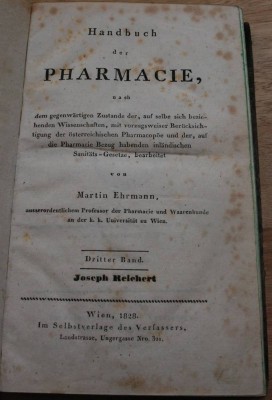 Handbuch
der
PHARMACIE,
nach
dem gegenwärtigen Zustande der, auf selbe sich bezie-
henden Wissenschaften, mit vorzugsweiser Berücksich-
tigung der österreichischen Pharmacopöe und der, auf
die Pharmacie Bezug habenden inländischen
Sanitäts-Gesetze, bearbeitet
von
Martin Ehrmann,
ausserordentlichem Professor der Pharmacie und Waarenkunde
an der k. k. Universität zu Wien.
Dritter Band.
Joseph Reichert
Wien, 1828.
Im Selbstverlage des Verfassers,
Landstrasse, Ungergasse Nro.